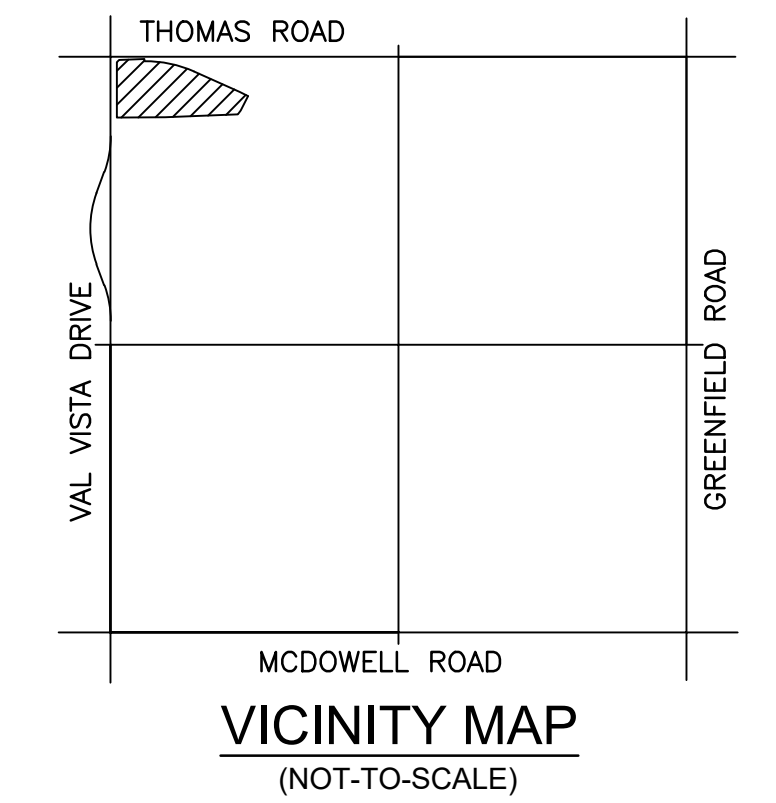 THOMAS ROAD
VAL VISTA DRIVE
GREENFIELD ROAD
MCDOWELL ROAD
VICINITY MAP
(NOT-TO-SCALE)